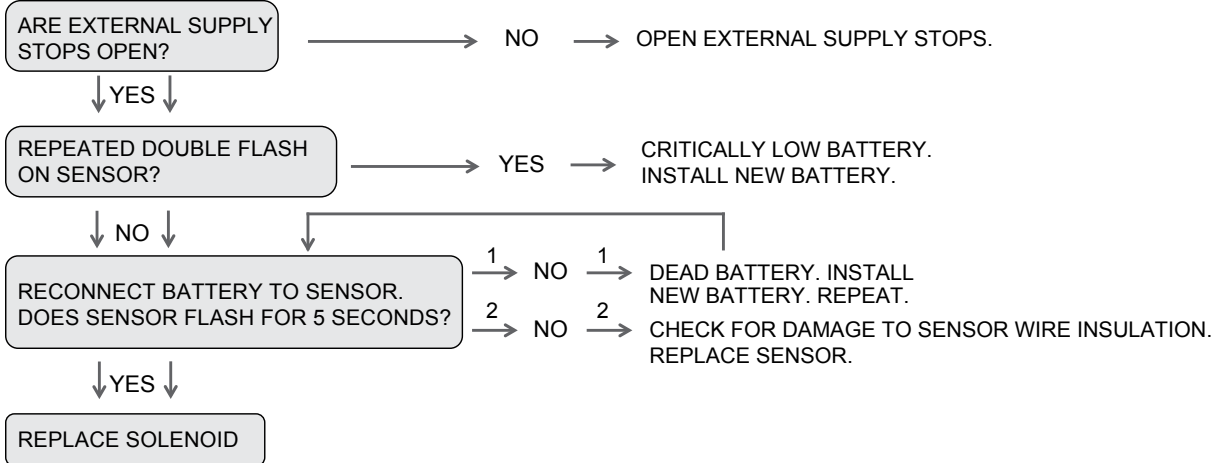 ARE EXTERNAL SUPPLY
STOPS OPEN?
NO
OPEN EXTERNAL SUPPLY STOPS.
YES
REPEATED DOUBLE FLASH
ON SENSOR?
YES
CRITICALLY LOW BATTERY.
INSTALL NEW BATTERY.
NO
RECONNECT BATTERY TO SENSOR.
DOES SENSOR FLASH FOR 5 SECONDS?
1 NO 1
DEAD BATTERY. INSTALL
NEW BATTERY. REPEAT.
2 NO 2
CHECK FOR DAMAGE TO SENSOR WIRE INSULATION.
REPLACE SENSOR.
YES
REPLACE SOLENOID